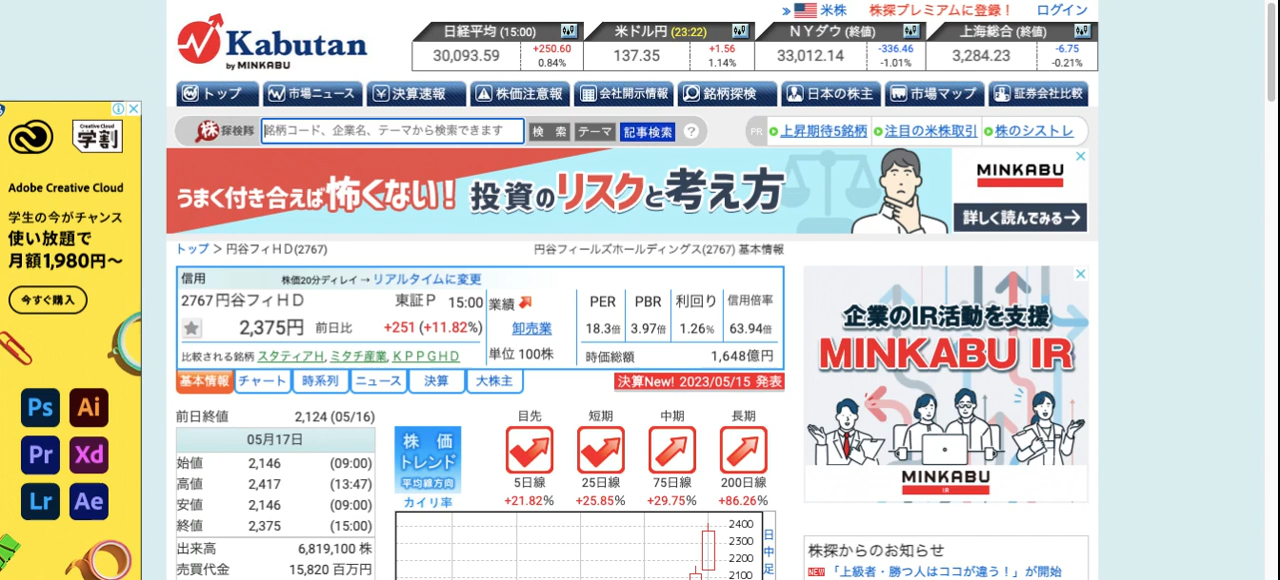 » 米株 株探プレミアムに登録！ ログイン
Kabutan
by MINKABU
日経平均 (15:00) 米ドル円 (23:22) ＮＹダウ (終値) 上海総合 (終値)
30,093.59 +250.60 0.84% 137.35 +1.56 1.14% 33,012.14 -336.46 -1.01% 3,284.23 -6.75 -0.21%
トップ 市場ニュース 決算速報 株価注意報 会社開示情報 銘柄探検 日本の株主 市場マップ 証券会社比較
株探検隊 銘柄コード、企業名、テーマから検索できます 検 索 テーマ 記事検索 ? PR 上昇期待5銘柄 注目の米株取引 株のシストレ
うまく付き合えば怖くない！ 投資のリスクと考え方
MINKABU
詳しく読んでみる→
Creative Cloud
学割
Adobe Creative Cloud
学生の今がチャンス
使い放題で
月額1,980円〜
今すぐ購入
Ps Ai
Pr Xd
Lr Ae
トップ > 円谷フィＨＤ(2767) 円谷フィールズホールディングス(2767) 基本情報
信用 株価20分ディレイ → リアルタイムに変更
2767 円谷フィＨＤ 東証Ｐ 15:00 業績
2,375円 前日比 +251 (+11.82%) 卸売業
比較される銘柄 スタティアＨ, ミタチ産業, ＫＰＰＧＨＤ 単位 100株
PER PBR 利回り 信用倍率
18.3倍 3.97倍 1.26% 63.94倍
時価総額 1,648億円
基本情報 チャート 時系列 ニュース 決算 大株主 決算New! 2023/05/15 発表
前日終値 2,124 (05/16)
05月17日
始値 2,146 (09:00)
高値 2,417 (13:47)
安値 2,146 (09:00)
終値 2,375 (15:00)
出来高 6,819,100 株
売買代金 15,820 百万円
株 価
トレンド
平均線方向
カイリ率
目先 短期 中期 長期
5日線 25日線 75日線 200日線
+21.82% +25.85% +29.75% +86.26%
2400
2300
2200
2100
日
中
足
企業のIR活動を支援
MINKABU IR
MINKABU
IR
株探からのお知らせ
NEW 「上級者・勝つ人はココが違う！」が開始